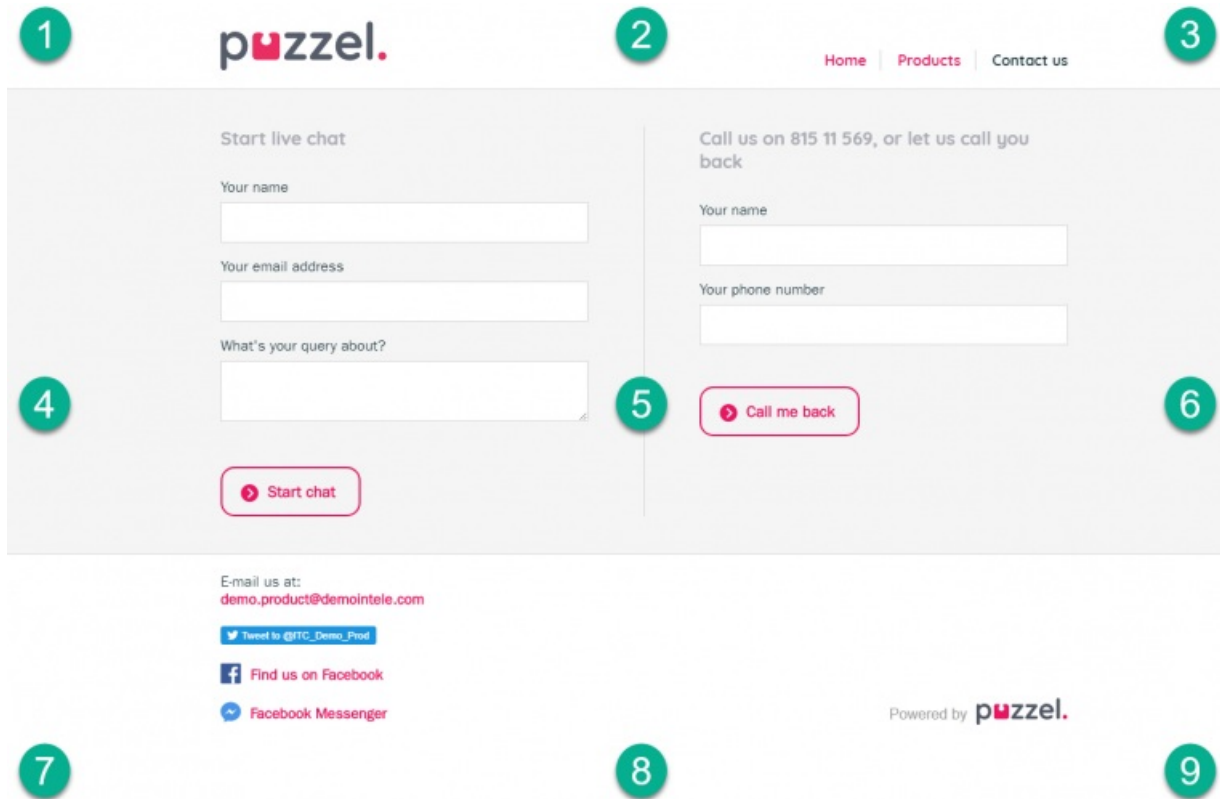 1
puzzel.
2
3
Home
Products
Contact us
Start live chat
Your name
Your email address
What's your query about?
4
Start chat
Call us on 815 11 569, or let us call you
back
Your name
Your phone number
5
Call me back
6
E-mail us at:
demo.product@demointele.com
Tweet to @ITC_Demo_Prod
Find us on Facebook
Facebook Messenger
Powered by puzzel.
7
8
9